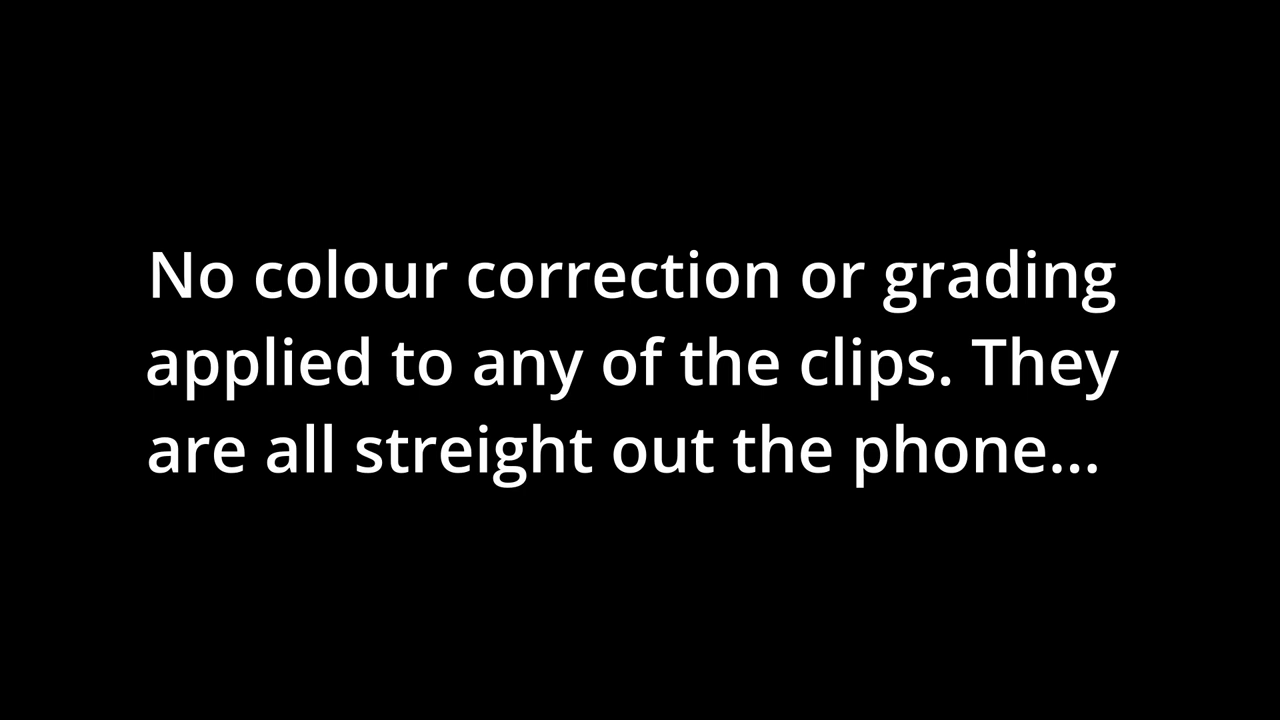 No colour correction or grading
applied to any of the clips. They
are all streight out the phone...